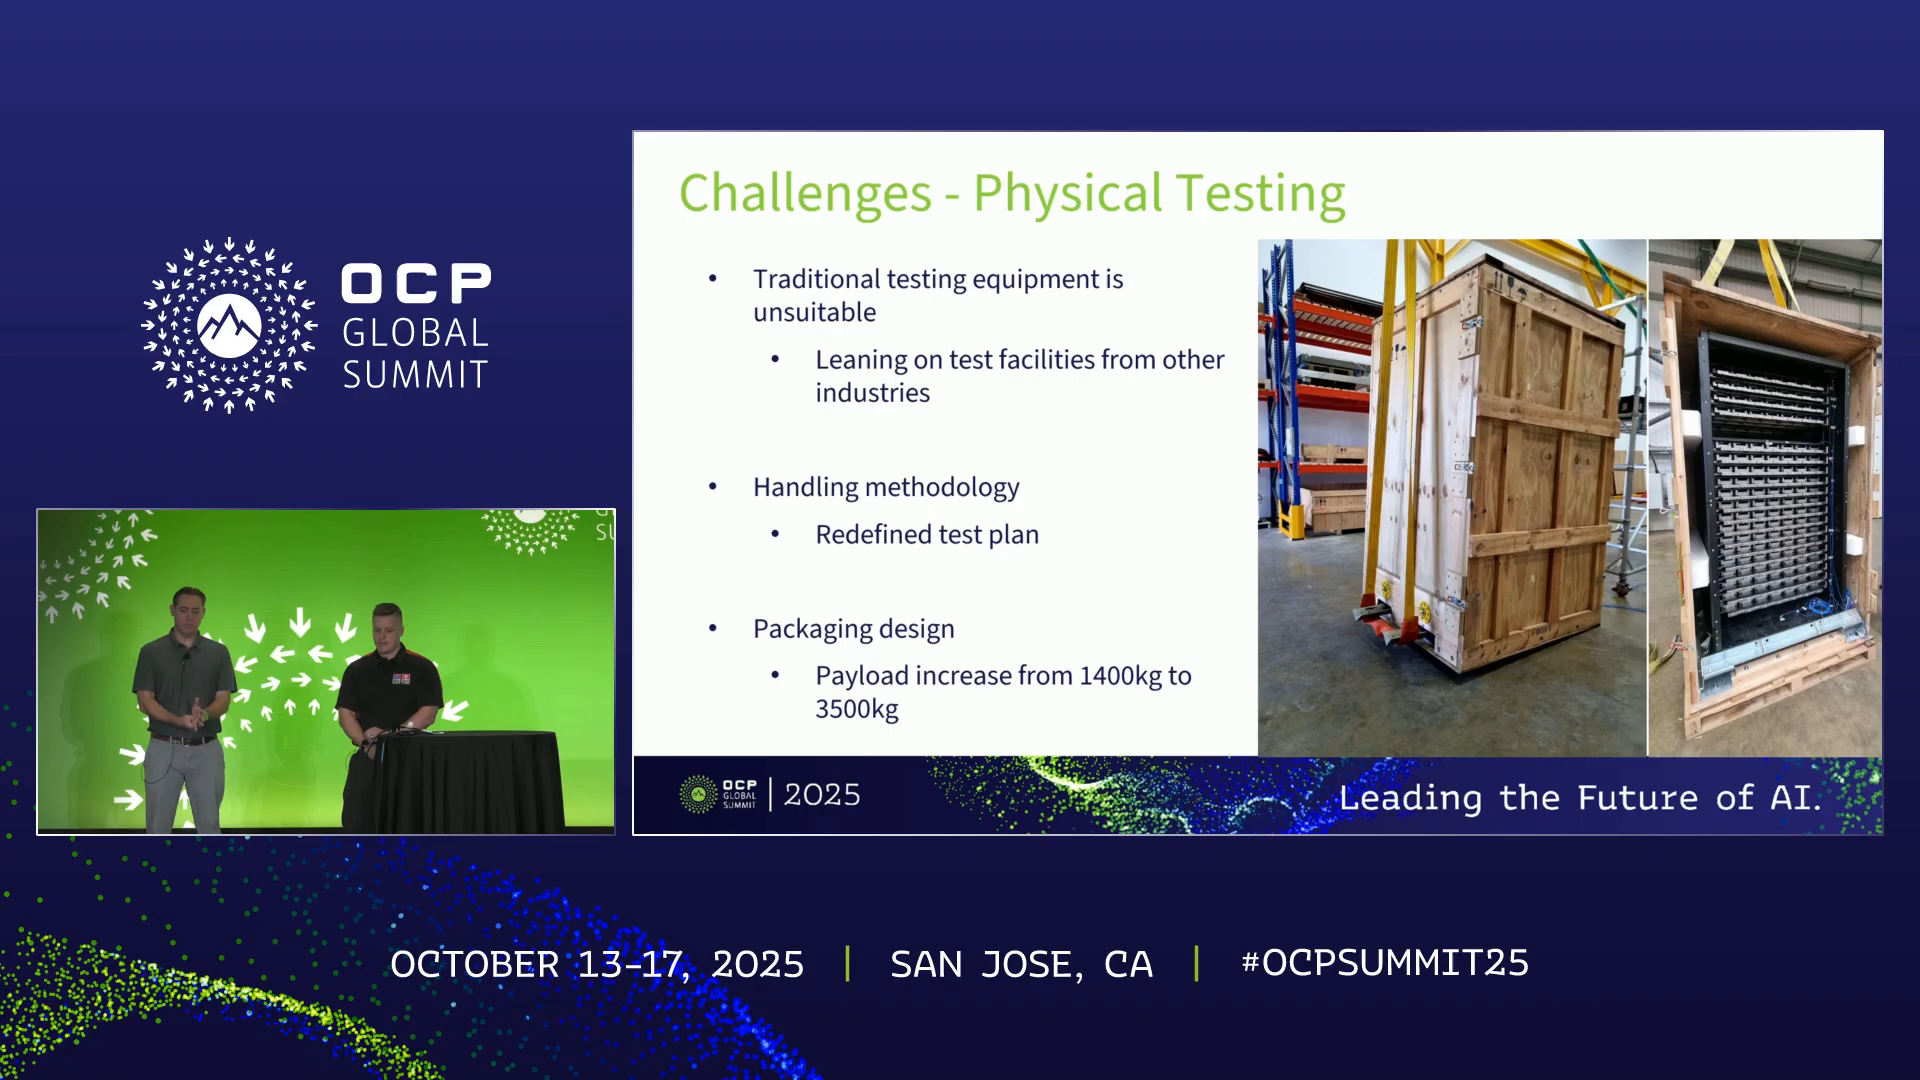 OCP
GLOBAL
SUMMIT
Challenges - Physical Testing
• Traditional testing equipment is
unsuitable
• Leaning on test facilities from other
industries
• Handling methodology
• Redefined test plan
• Packaging design
• Payload increase from 1400kg to
3500kg
OCP
GLOBAL
SUMMIT
2025
Leading the Future of AI.
OCTOBER 13-17, 2025 | SAN JOSE, CA | #OCPSUMMIT25